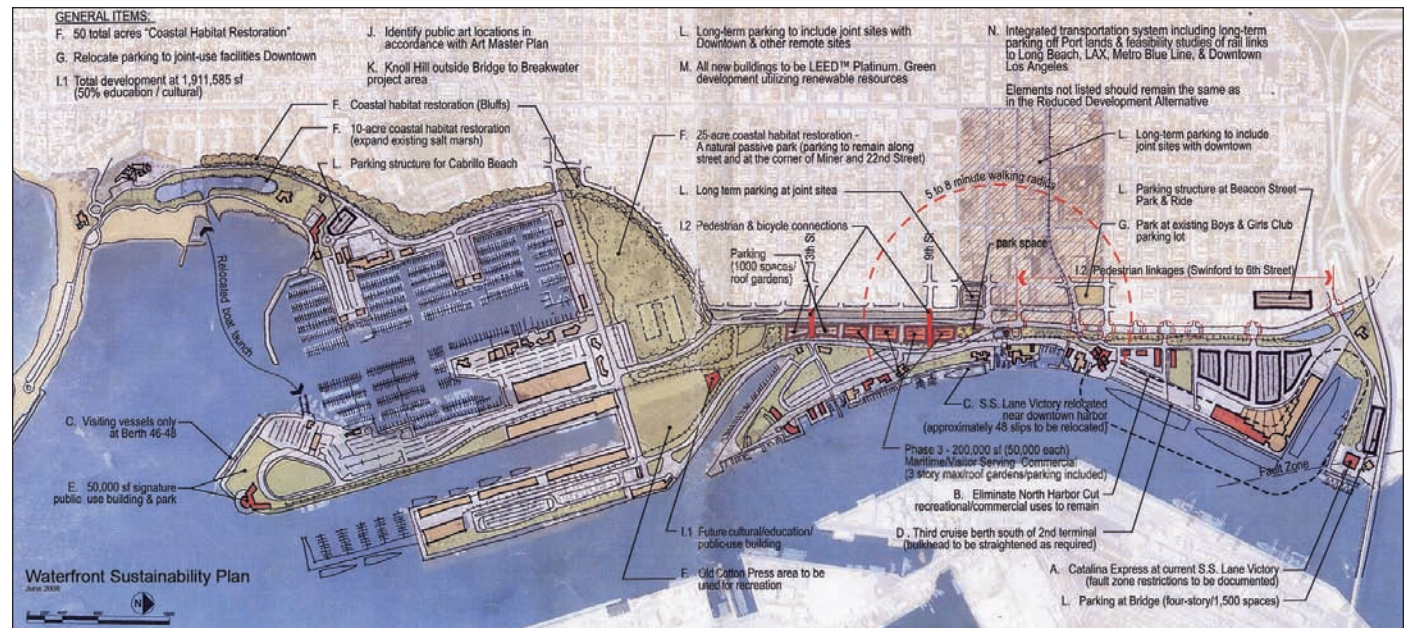 GENERAL ITEMS:
F. 50 total acres "Coastal Habitat Restoration"
G. Relocate parking to joint-use facilities Downtown
I.1 Total development at 1,911,585 sf
(50% education / cultural)
J. Identify public art locations in
accordance with Art Master Plan
K. Knoll Hill outside Bridge to Breakwater
project area
L. Long-term parking to include joint sites with
Downtown & other remote sites
M. All new buildings to be LEED™ Platinum. Green
development utilizing renewable resources
N. Integrated transportation system including long-term
parking off Port lands & feasibility studies of rail links
to Long Beach, LAX, Metro Blue Line, & Downtown
Los Angeles
Elements not listed should remain the same as
in the Reduced Development Alternative
F. Coastal habitat restoration (Bluffs)
F. 10-acre coastal habitat restoration
(expand existing salt marsh)
L. Parking structure for Cabrillo Beach
F. 25-acre coastal habitat restoration -
A natural passive park (parking to remain along
street and at the corner of Miner and 22nd Street)
L. Long term parking at joint sitea
I.2 Pedestrian & bicycle connections
Parking
(1000 spaces/
roof gardens)
13th St.
9th St.
5 to 8 minute walking radius
park space
L. Long-term parking to include
joint sites with downtown
L. Parking structure at Beacon Street
Park & Ride
G. Park at existing Boys & Girls Club
parking lot
I.2 Pedestrian linkages (Swinford to 6th Street)
Relocated boat launch
C. Visiting vessels only
at Berth 46-48
E. 50,000 sf signature
public use building & park
C. S.S. Lane Victory relocated
near downtown harbor
(approximately 48 slips to be relocated)
Phase 3 - 200,000 sf (50,000 each)
Maritime/Visitor Serving Commercial
(3 story max/roof gardens/parking included)
B. Eliminate North Harbor Cut
recreational/commercial uses to remain
D. Third cruise berth south of 2nd terminal
(bulkhead to be straightened as required)
Fault Zone
I.1 Future cultural/education/
public-use building
F. Old Cotton Press area to be
used for recreation
A. Catalina Express at current S.S. Lane Victory
(fault zone restrictions to be documented)
L. Parking at Bridge (four-story/1,500 spaces)
Waterfront Sustainability Plan
June 2008
N